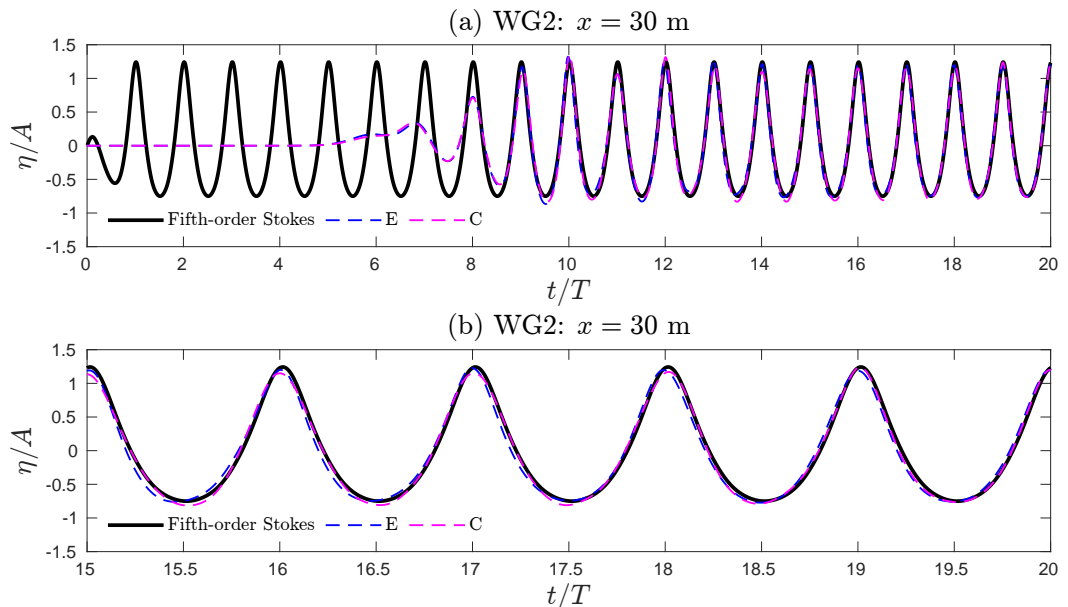 (a) WG2: x = 30 m
1.5
1
0.5
0
-0.5
-1
-1.5
η/A
Fifth-order Stokes E C
0 2 4 6 8 10 12 14 16 18 20
t/T
(b) WG2: x = 30 m
1.5
1
0.5
0
-0.5
-1
-1.5
η/A
Fifth-order Stokes E C
15 15.5 16 16.5 17 17.5 18 18.5 19 19.5 20
t/T